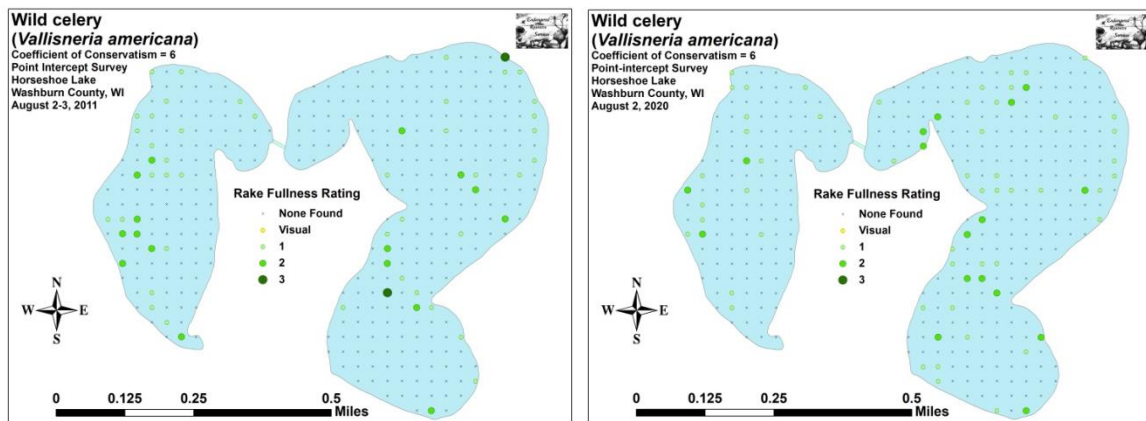 Wild celery
(Vallisneria americana)
Coefficient of Conservatism = 6
Point Intercept Survey
Horseshoe Lake
Washburn County, WI
August 2-3, 2011
Endangered
Resource
Services
Rake Fullness Rating
None Found
Visual
1
2
3
N
W E
S
0 0.125 0.25 0.5
Miles
Wild celery
(Vallisneria americana)
Coefficient of Conservatism = 6
Point-intercept Survey
Horseshoe Lake
Washburn County, WI
August 2, 2020
Rake Fullness Rating
None Found
Visual
1
2
3
N
W E
S
0 0.125 0.25 0.5
Miles